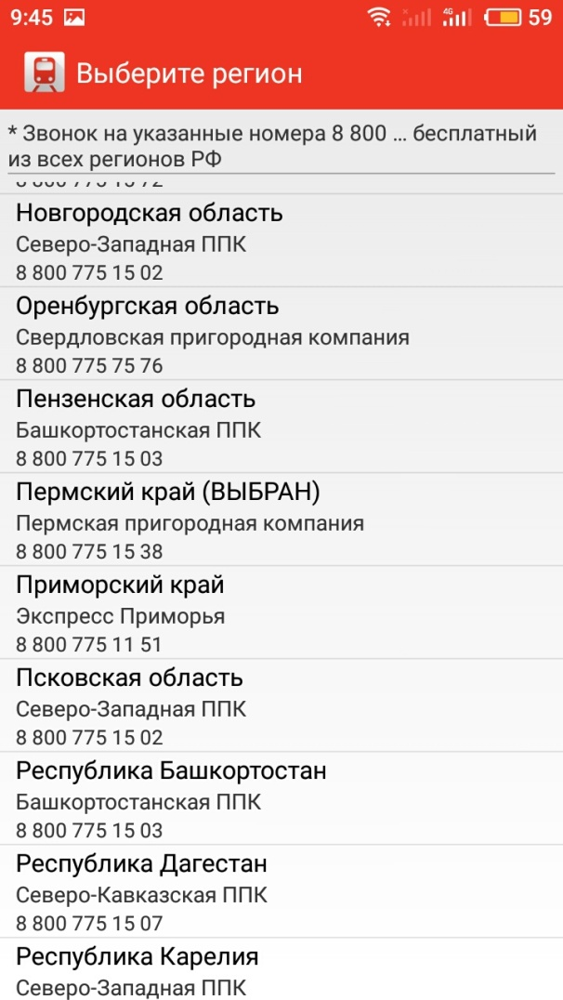 9:45
4G
59
Выберите регион
* Звонок на указанные номера 8 800 ... бесплатный
из всех регионов РФ
Новгородская область
Северо-Западная ППК
8 800 775 15 02
Оренбургская область
Свердловская пригородная компания
8 800 775 75 76
Пензенская область
Башкортостанская ППК
8 800 775 15 03
Пермский край (ВЫБРАН)
Пермская пригородная компания
8 800 775 15 38
Приморский край
Экспресс Приморья
8 800 775 11 51
Псковская область
Северо-Западная ППК
8 800 775 15 02
Республика Башкортостан
Башкортостанская ППК
8 800 775 15 03
Республика Дагестан
Северо-Кавказская ППК
8 800 775 15 07
Республика Карелия
Северо-Западная ППК